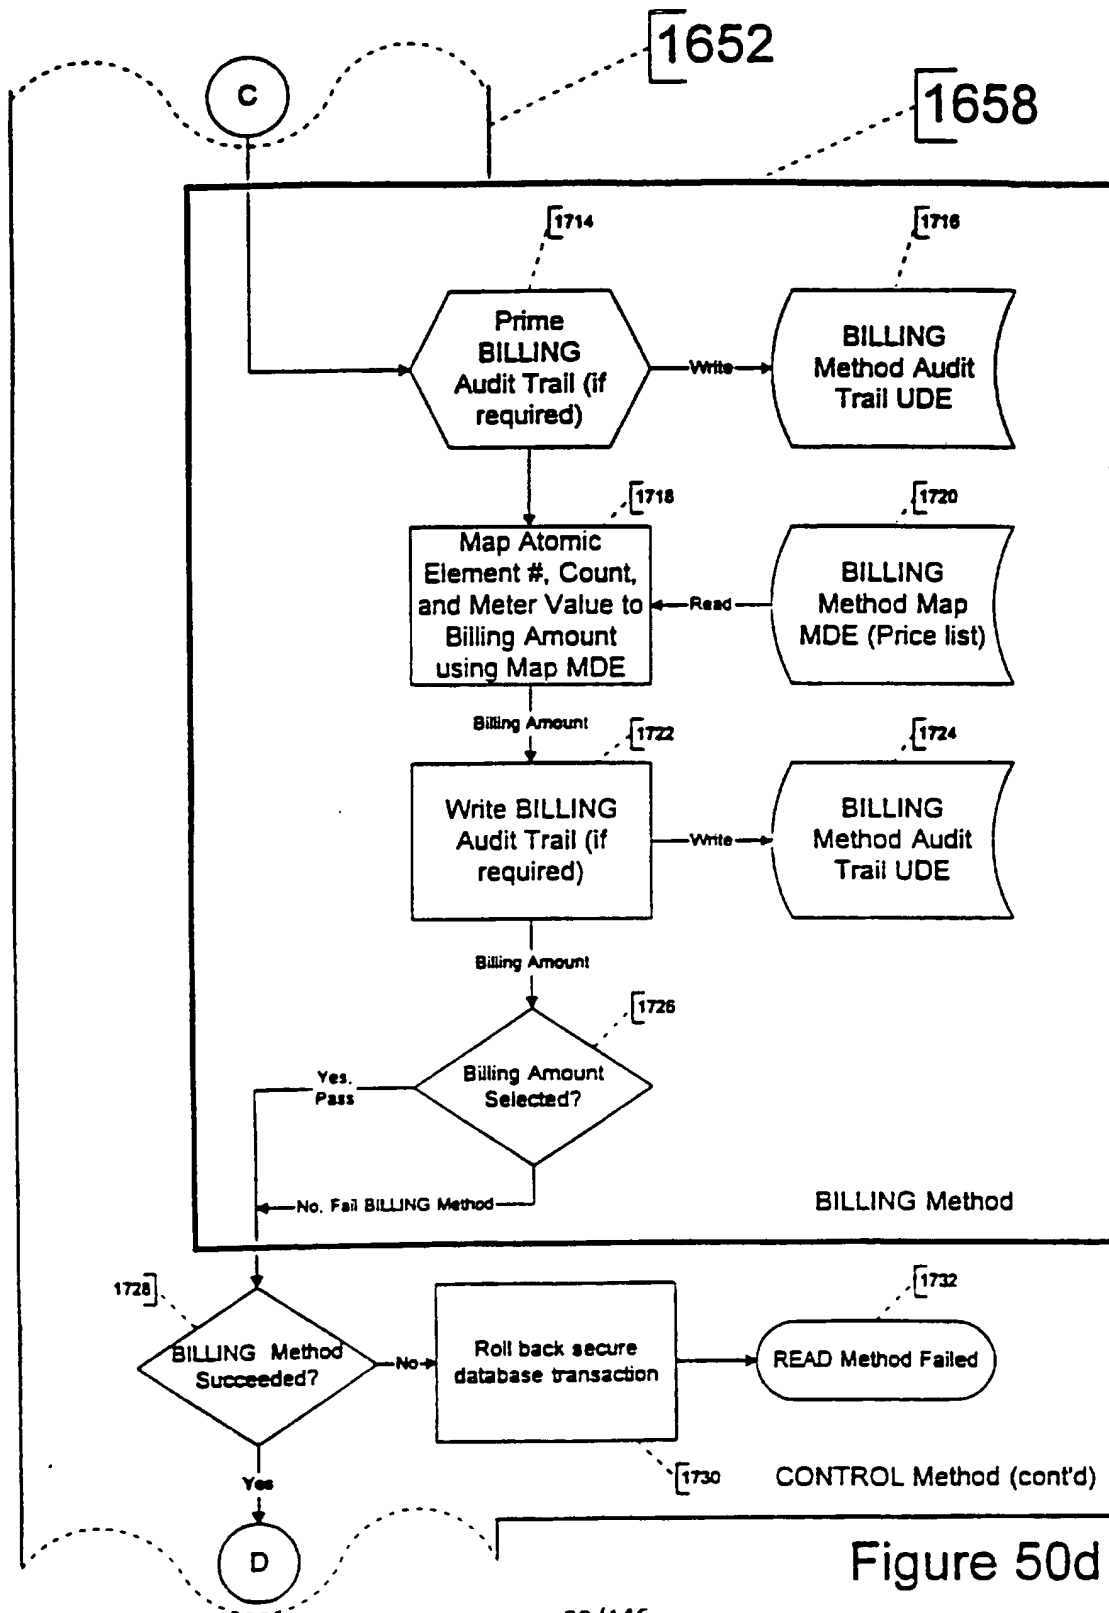 1652
C
1658
1714
1716
Prime
BILLING
Audit Trail (if
required)
Write
BILLING
Method Audit
Trail UDE
1718
1720
Map Atomic
Element #, Count,
and Meter Value to
Billing Amount
using Map MDE
Read
BILLING
Method Map
MDE (Price list)
Billing Amount
1722
1724
Write BILLING
Audit Trail (if
required)
Write
BILLING
Method Audit
Trail UDE
Billing Amount
1726
Billing Amount
Selected?
Yes.
Pass
No. Fail BILLING Method
BILLING Method
1728
1732
BILLING Method
Succeeded?
No
Roll back secure
database transaction
READ Method Failed
1730
CONTROL Method (cont'd)
Yes
D
Figure 50d